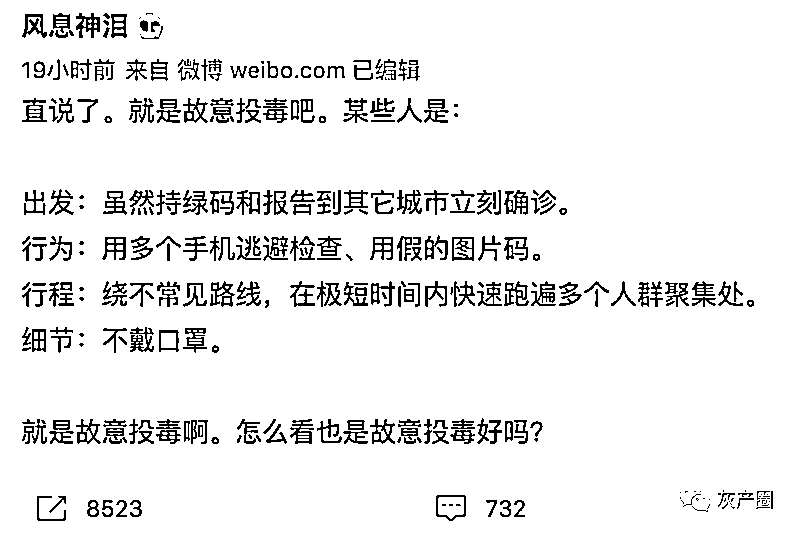 风息神泪
19小时前 来自 微博 weibo.com 已编辑
直说了。就是故意投毒吧。某些人是：
出发：虽然持绿码和报告到其它城市立刻确诊。
行为：用多个手机逃避检查、用假的图片码。
行程：绕不常见路线，在极短时间内快速跑遍多个人群聚集处。
细节：不戴口罩。
就是故意投毒啊。怎么看也是故意投毒好吗？
8523 732
灰产圈